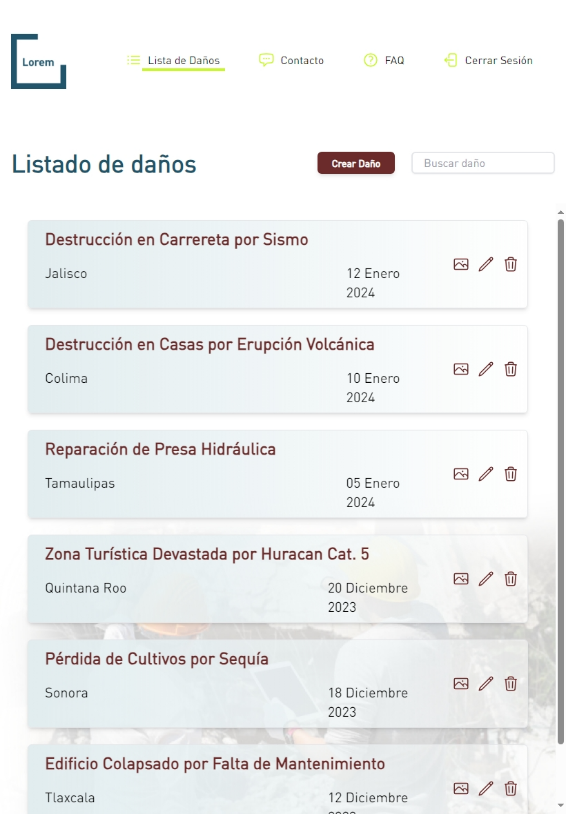 Lorem
Lista de Daños
Contacto
FAQ
Cerrar Sesión
Listado de daños
Crear Daño
Buscar daño
Destrucción en Carrereta por Sismo
Jalisco
12 Enero
2024
Destrucción en Casas por Erupción Volcánica
Colima
10 Enero
2024
Reparación de Presa Hidráulica
Tamaulipas
05 Enero
2024
Zona Turística Devastada por Huracan Cat. 5
Quintana Roo
20 Diciembre
2023
Pérdida de Cultivos por Sequía
Sonora
18 Diciembre
2023
Edificio Colapsado por Falta de Mantenimiento
Tlaxcala
12 Diciembre